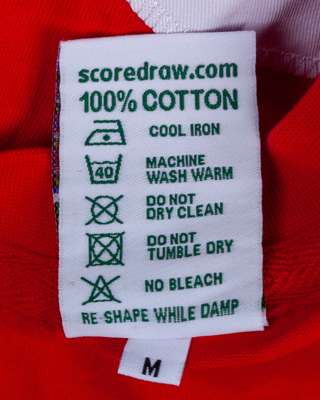 scoredraw.com
100% COTTON
COOL IRON
40
MACHINE
WASH WARM
DO NOT
DRY CLEAN
DO NOT
TUMBLE DRY
NO BLEACH
RE-SHAPE WHILE DAMP
M